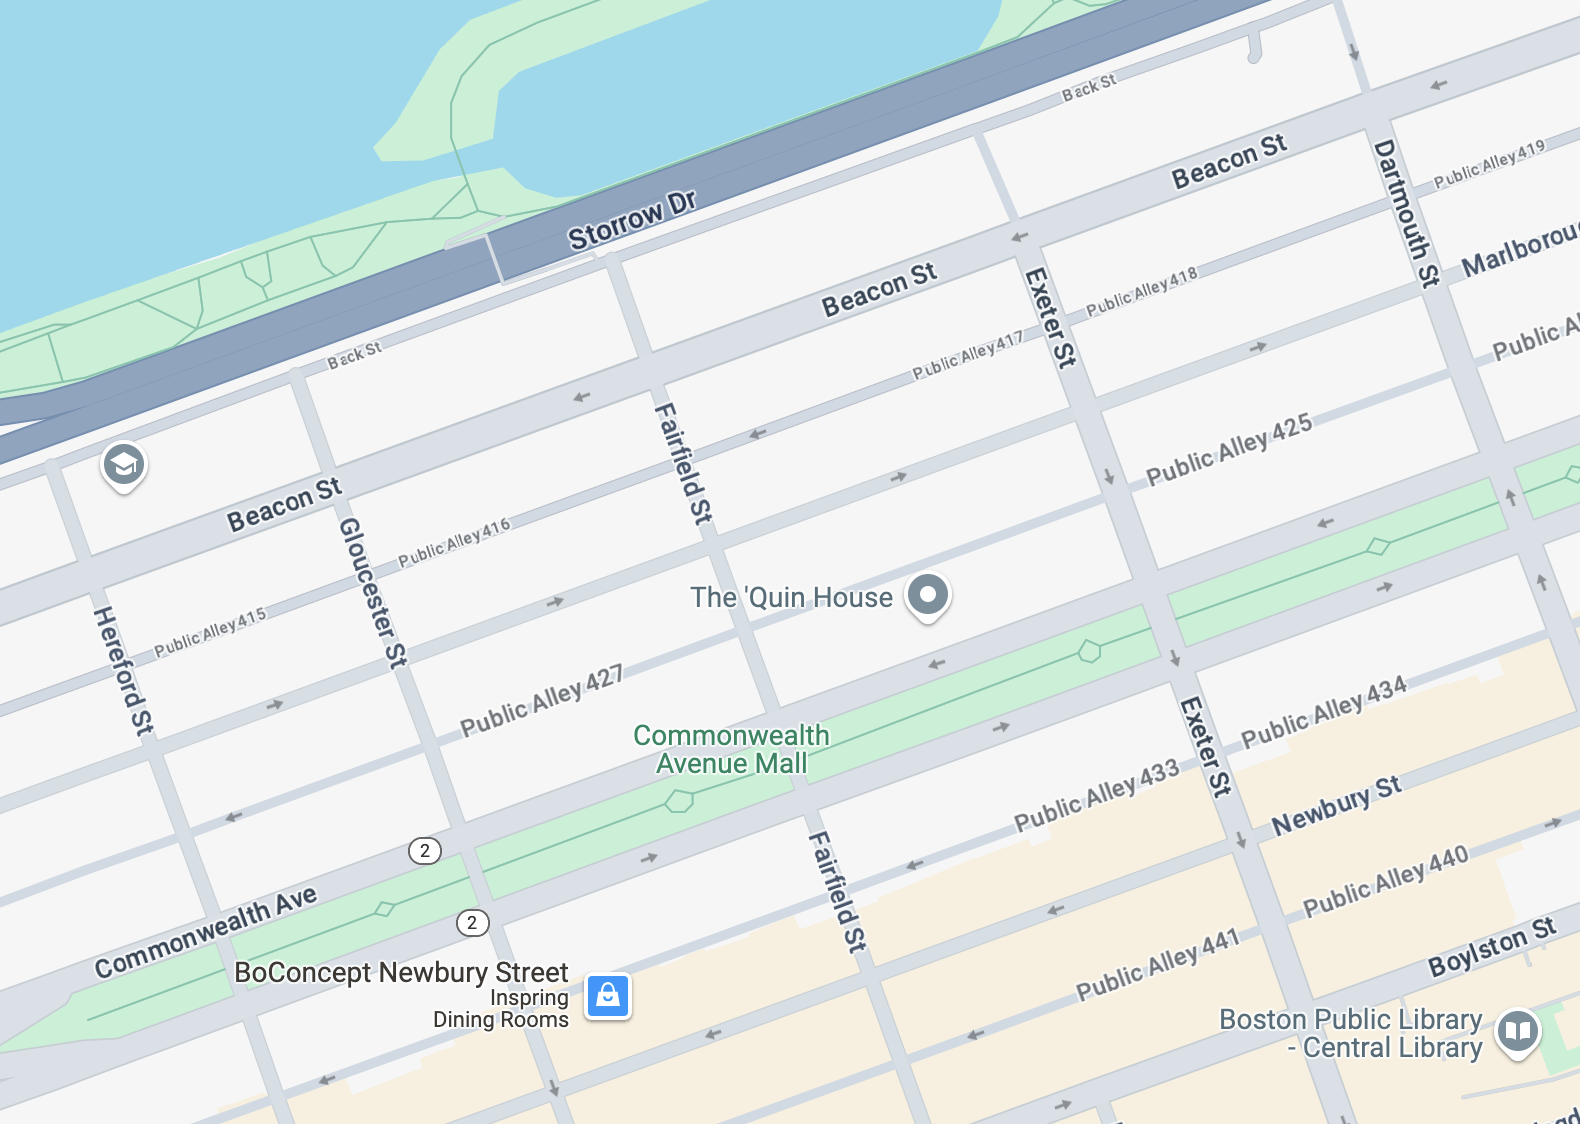 Back St
Beacon St
Public Alley 419
Dartmouth St
Storrow Dr
Marlborou
Beacon St
Exeter St
Public Alley 418
Public Alley 417
Public Al
Back St
Fairfield St
Public Alley 425
Beacon St
Gloucester St
Public Alley 416
The 'Quin House
Hereford St
Public Alley 415
Public Alley 427
Commonwealth
Avenue Mall
Exeter St
Public Alley 434
Public Alley 433
Newbury St
2
Fairfield St
Public Alley 440
Commonwealth Ave
2
Public Alley 441
Boylston St
BoConcept Newbury Street
Inspring
Dining Rooms
Boston Public Library
- Central Library